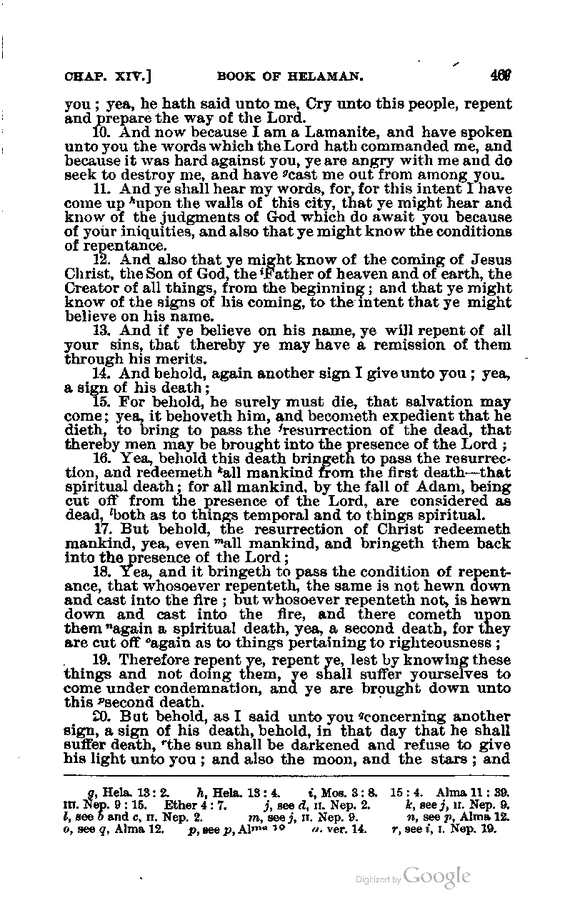 CHAP. XIV.] BOOK OF HELAMAN. 469
you; yea, he hath said unto me, Cry unto this people, repent
and prepare the way of the Lord.
10. And now because I am a Lamanite, and have spoken
unto you the words which the Lord hath commanded me, and
because it was hard against you, ye are angry with me and do
seek to destroy me, and have ᵍcast me out from among you.
11. And ye shall hear my words, for, for this intent I have
come up ʰupon the walls of this city, that ye might hear and
know of the judgments of God which do await you because
of your iniquities, and also that ye might know the conditions
of repentance.
12. And also that ye might know of the coming of Jesus
Christ, the Son of God, the ⁱFather of heaven and of earth, the
Creator of all things, from the beginning; and that ye might
know of the signs of his coming, to the intent that ye might
believe on his name.
13. And if ye believe on his name, ye will repent of all
your sins, that thereby ye may have a remission of them
through his merits.
14. And behold, again another sign I give unto you; yea,
a sign of his death;
15. For behold, he surely must die, that salvation may
come; yea, it behoveth him, and becometh expedient that he
dieth, to bring to pass the ʲresurrection of the dead, that
thereby men may be brought into the presence of the Lord;
16. Yea, behold this death bringeth to pass the resurrec-
tion, and redeemeth ᵏall mankind from the first death—that
spiritual death; for all mankind, by the fall of Adam, being
cut off from the presence of the Lord, are considered as
dead, ˡboth as to things temporal and to things spiritual.
17. But behold, the resurrection of Christ redeemeth
mankind, yea, even ᵐall mankind, and bringeth them back
into the presence of the Lord;
18. Yea, and it bringeth to pass the condition of repent-
ance, that whosoever repenteth, the same is not hewn down
and cast into the fire; but whosoever repenteth not, is hewn
down and cast into the fire, and there cometh upon
them ⁿagain a spiritual death, yea, a second death, for they
are cut off ᵒagain as to things pertaining to righteousness;
19. Therefore repent ye, repent ye, lest by knowing these
things and not doing them, ye shall suffer yourselves to
come under condemnation, and ye are brought down unto
this ᵖsecond death.
20. But behold, as I said unto you ᑫconcerning another
sign, a sign of his death, behold, in that day that he shall
suffer death, ʳthe sun shall be darkened and refuse to give
his light unto you; and also the moon, and the stars; and
g, Hela. 13: 2. h, Hela. 13: 4. i, Mos. 3: 8. 15: 4. Alma 11: 39.
III. Nep. 9: 15. Ether 4: 7. j, see d, II. Nep. 2. k, see j, II. Nep. 9.
l, see b and c, II. Nep. 2. m, see j, II. Nep. 9. n, see p, Alma 12.
o, see q, Alma 12. p, see p, Alma ver. 14. r, see i, I. Nep. 19.
Digitized by Google